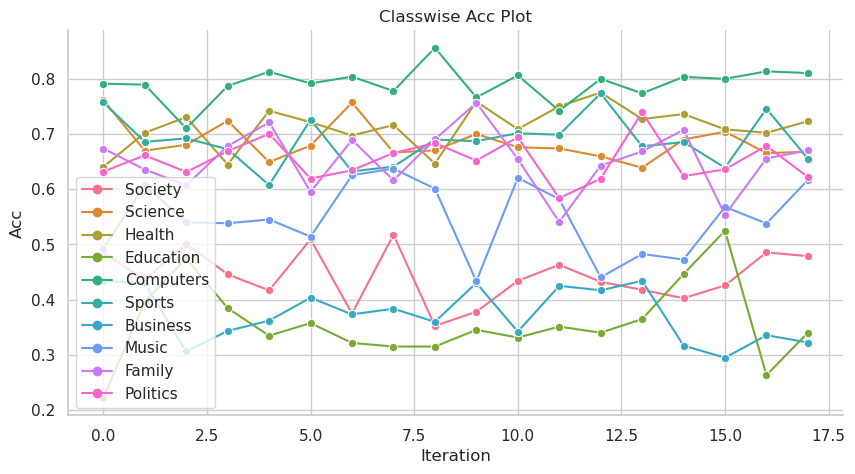 Classwise Acc Plot
Acc
0.8
0.7
0.6
0.5
0.4
0.3
0.2
Society
Science
Health
Education
Computers
Sports
Business
Music
Family
Politics
0.0 2.5 5.0 7.5 10.0 12.5 15.0 17.5
Iteration